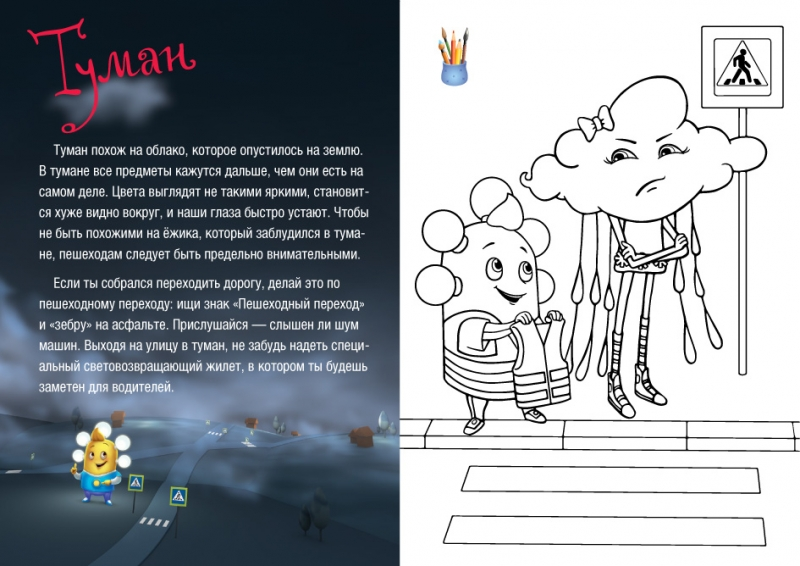 Туман
Туман похож на облако, которое опустилось на землю.
В тумане все предметы кажутся дальше, чем они есть на
самом деле. Цвета выглядят не такими яркими, становит-
ся хуже видно вокруг, и наши глаза быстро устают. Чтобы
не быть похожими на ёжика, который заблудился в тума-
не, пешеходам следует быть предельно внимательными.
Если ты собрался переходить дорогу, делай это по
пешеходному переходу: ищи знак «Пешеходный переход»
и «зебру» на асфальте. Прислушайся — слышен ли шум
машин. Выходя на улицу в туман, не забудь надеть специ-
альный световозвращающий жилет, в котором ты будешь
заметен для водителей.